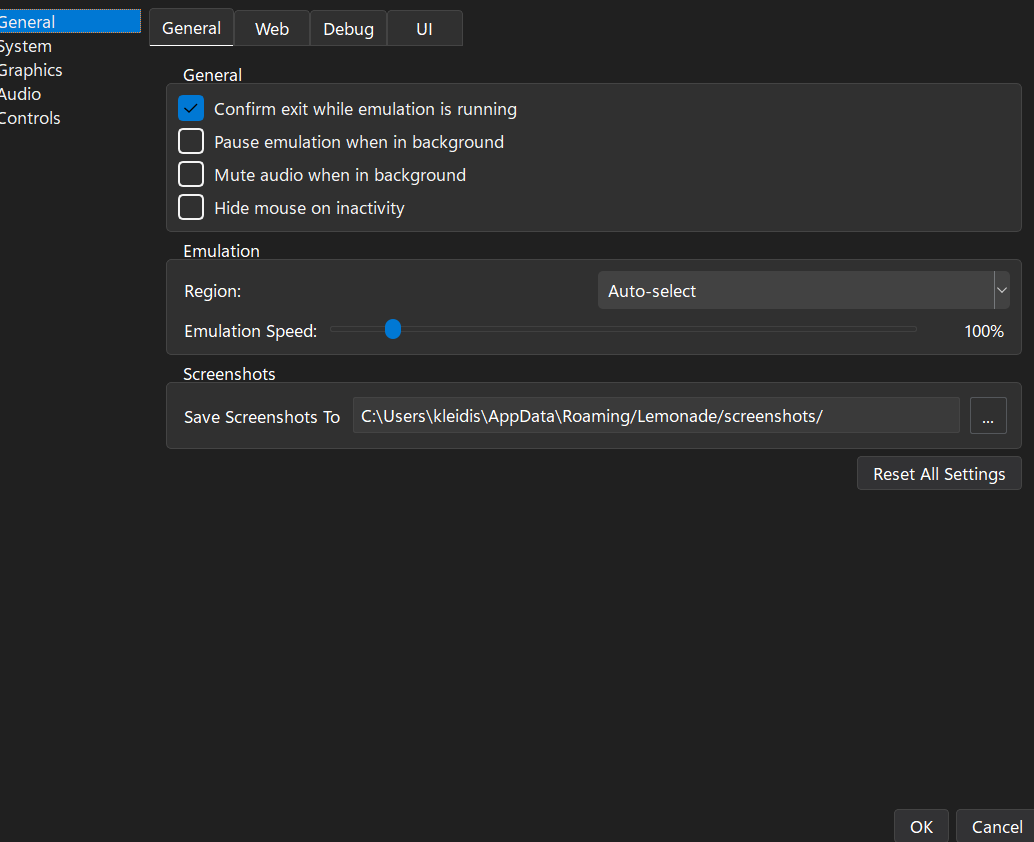 General
System
Graphics
Audio
Controls
General Web Debug UI
General
Confirm exit while emulation is running
Pause emulation when in background
Mute audio when in background
Hide mouse on inactivity
Emulation
Region: Auto-select
Emulation Speed: 100%
Screenshots
Save Screenshots To C:\Users\kleidis\AppData\Roaming/Lemonade/screenshots/ ...
Reset All Settings
OK Cancel